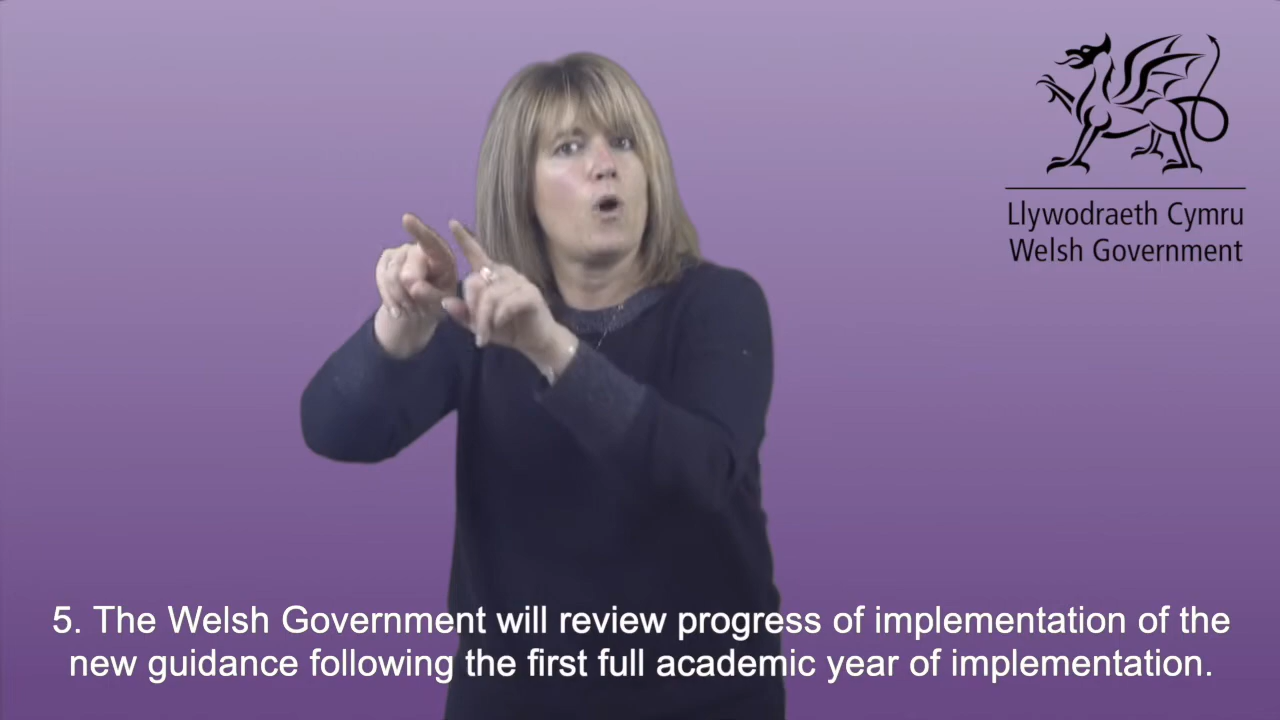 Llywodraeth Cymru
Welsh Government
5. The Welsh Government will review progress of implementation of the
new guidance following the first full academic year of implementation.